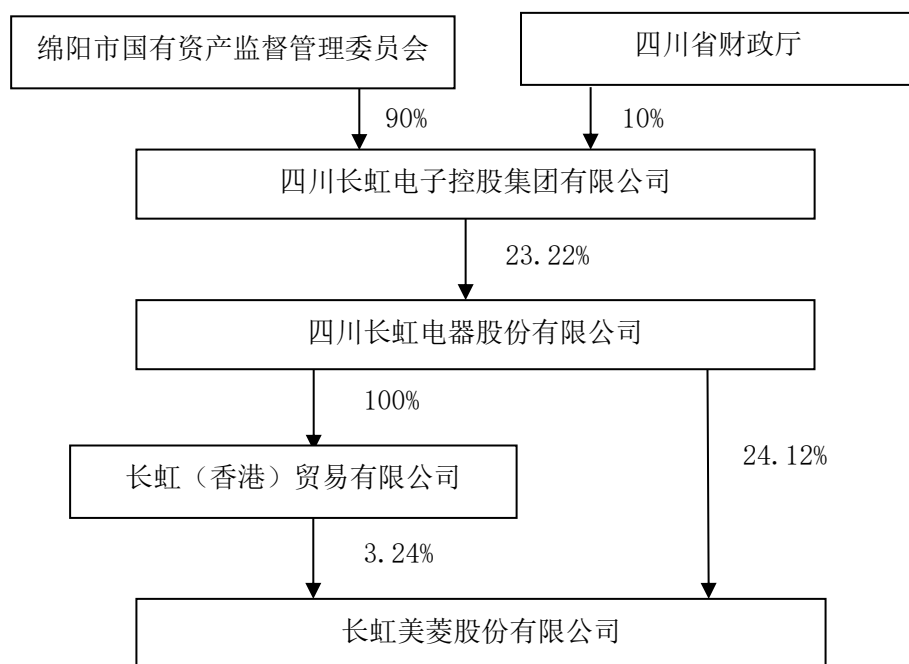 绵阳市国有资产监督管理委员会
四川省财政厅
90%
10%
四川长虹电子控股集团有限公司
23.22%
四川长虹电器股份有限公司
100%
24.12%
长虹（香港）贸易有限公司
3.24%
长虹美菱股份有限公司